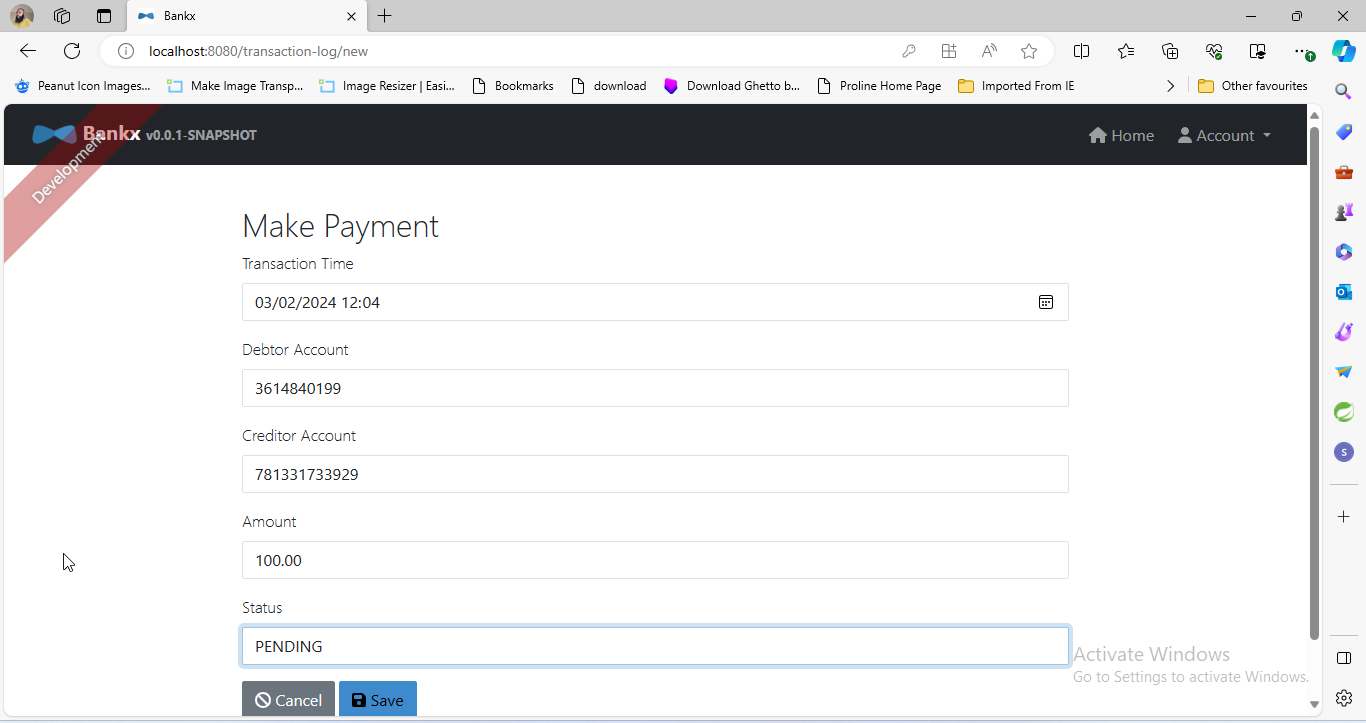 Bankx
localhost:8080/transaction-log/new
Peanut Icon Images...
Make Image Transp...
Image Resizer | Easi...
Bookmarks
download
Download Ghetto b...
Proline Home Page
Imported From IE
Other favourites
Bankx v0.0.1-SNAPSHOT
Home
Account
Development
Make Payment
Transaction Time
03/02/2024 12:04
Debtor Account
3614840199
Creditor Account
781331733929
Amount
100.00
Status
PENDING
Cancel
Save
Activate Windows
Go to Settings to activate Windows.
S